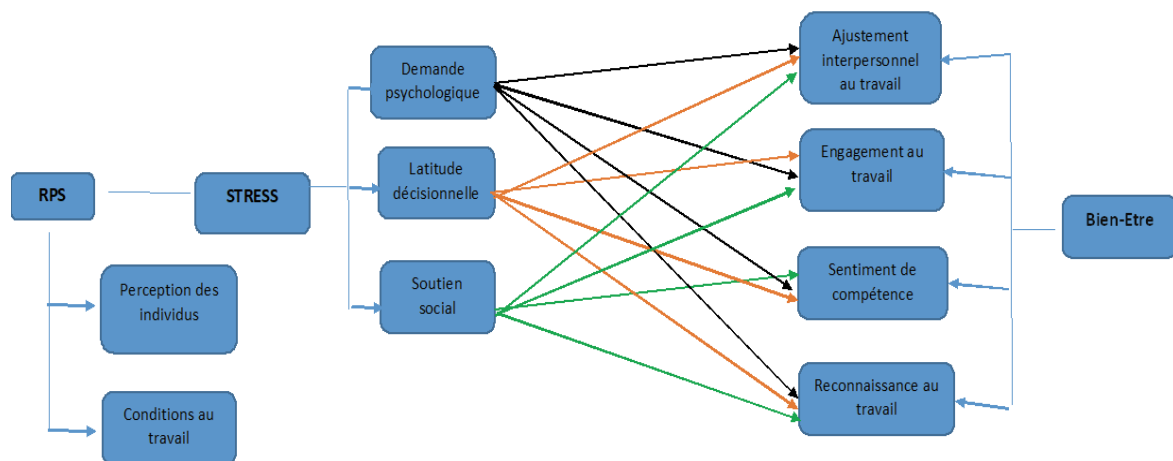 RPS
Perception des
individus
Conditions au
travail
STRESS
Demande
psychologique
Latitude
décisionnelle
Soutien
social
Ajustement
interpersonnel
au travail
Engagement au
travail
Sentiment de
compétence
Reconnaissance au
travail
Bien-Etre